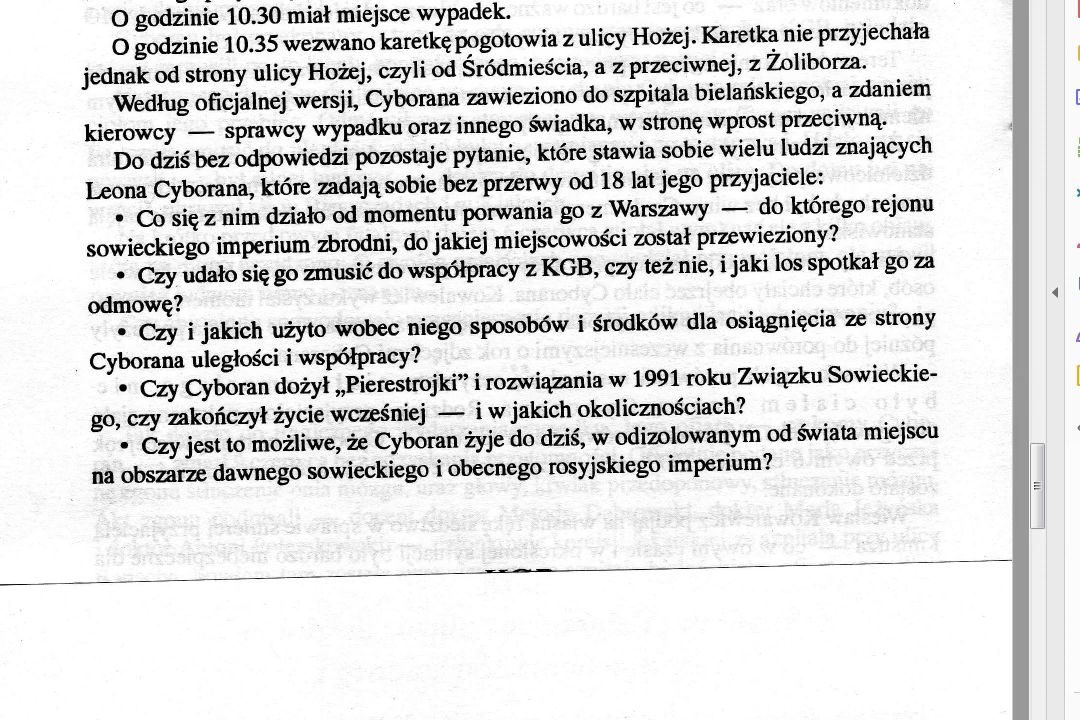 O godzinie 10.30 miał miejsce wypadek.
O godzinie 10.35 wezwano karetkę pogotowia z ulicy Hożej. Karetka nie przyjechała
jednak od strony ulicy Hożej, czyli od Śródmieścia, a z przeciwnej, z Żoliborza.
Według oficjalnej wersji, Cyborana zawieziono do szpitala bielańskiego, a zdaniem
kierowcy — sprawcy wypadku oraz innego świadka, w stronę wprost przeciwną.
Do dziś bez odpowiedzi pozostaje pytanie, które stawia sobie wielu ludzi znających
Leona Cyborana, które zadają sobie bez przerwy od 18 lat jego przyjaciele:
• Co się z nim działo od momentu porwania go z Warszawy — do którego rejonu
sowieckiego imperium zbrodni, do jakiej miejscowości został przewieziony?
• Czy udało się go zmusić do współpracy z KGB, czy też nie, i jaki los spotkał go za
odmowę?
• Czy i jakich użyto wobec niego sposobów i środków dla osiągnięcia ze strony
Cyborana uległości i współpracy?
• Czy Cyboran dożył „Pierestrojki” i rozwiązania w 1991 roku Związku Sowieckie-
go, czy zakończył życie wcześniej — i w jakich okolicznościach?
• Czy jest to możliwe, że Cyboran żyje do dziś, w odizolowanym od świata miejscu
na obszarze dawnego sowieckiego i obecnego rosyjskiego imperium?